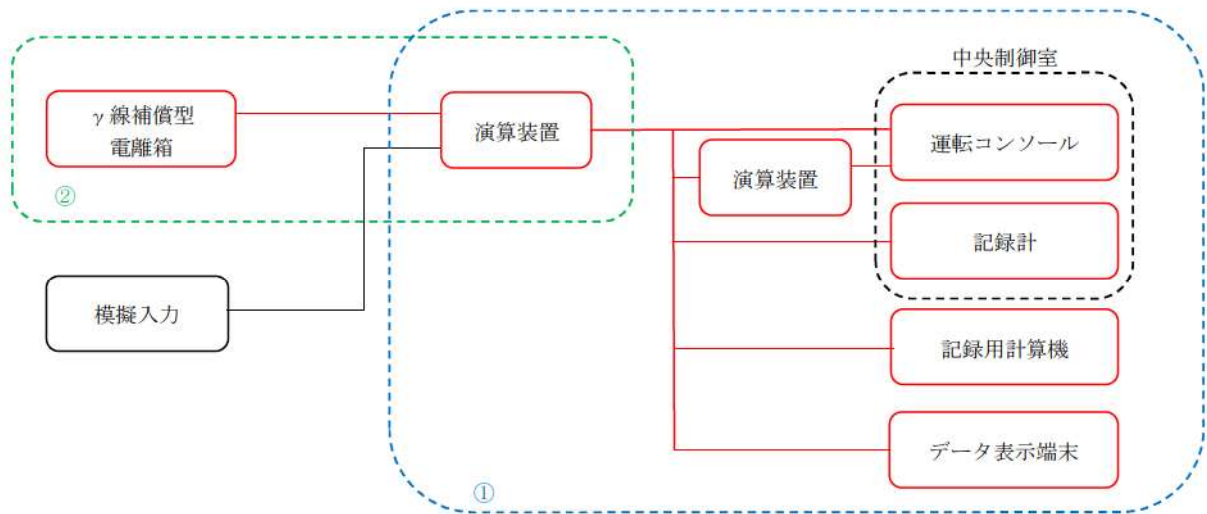 中央制御室
γ線補償型
電離箱
演算装置
運転コンソール
演算装置
②
記録計
模擬入力
記録用計算機
データ表示端末
①